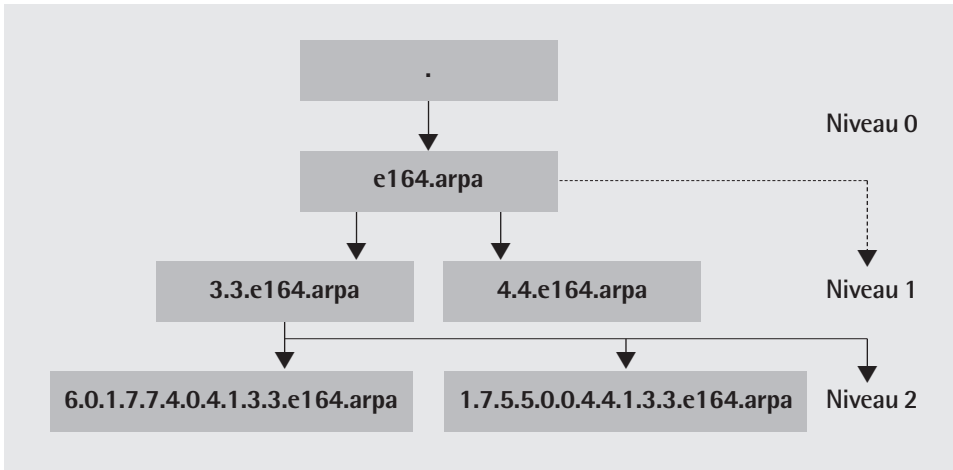 .
Niveau 0
e164.arpa
3.3.e164.arpa
4.4.e164.arpa
Niveau 1
6.0.1.7.7.4.0.4.1.3.3.e164.arpa
1.7.5.5.0.0.4.4.1.3.3.e164.arpa
Niveau 2